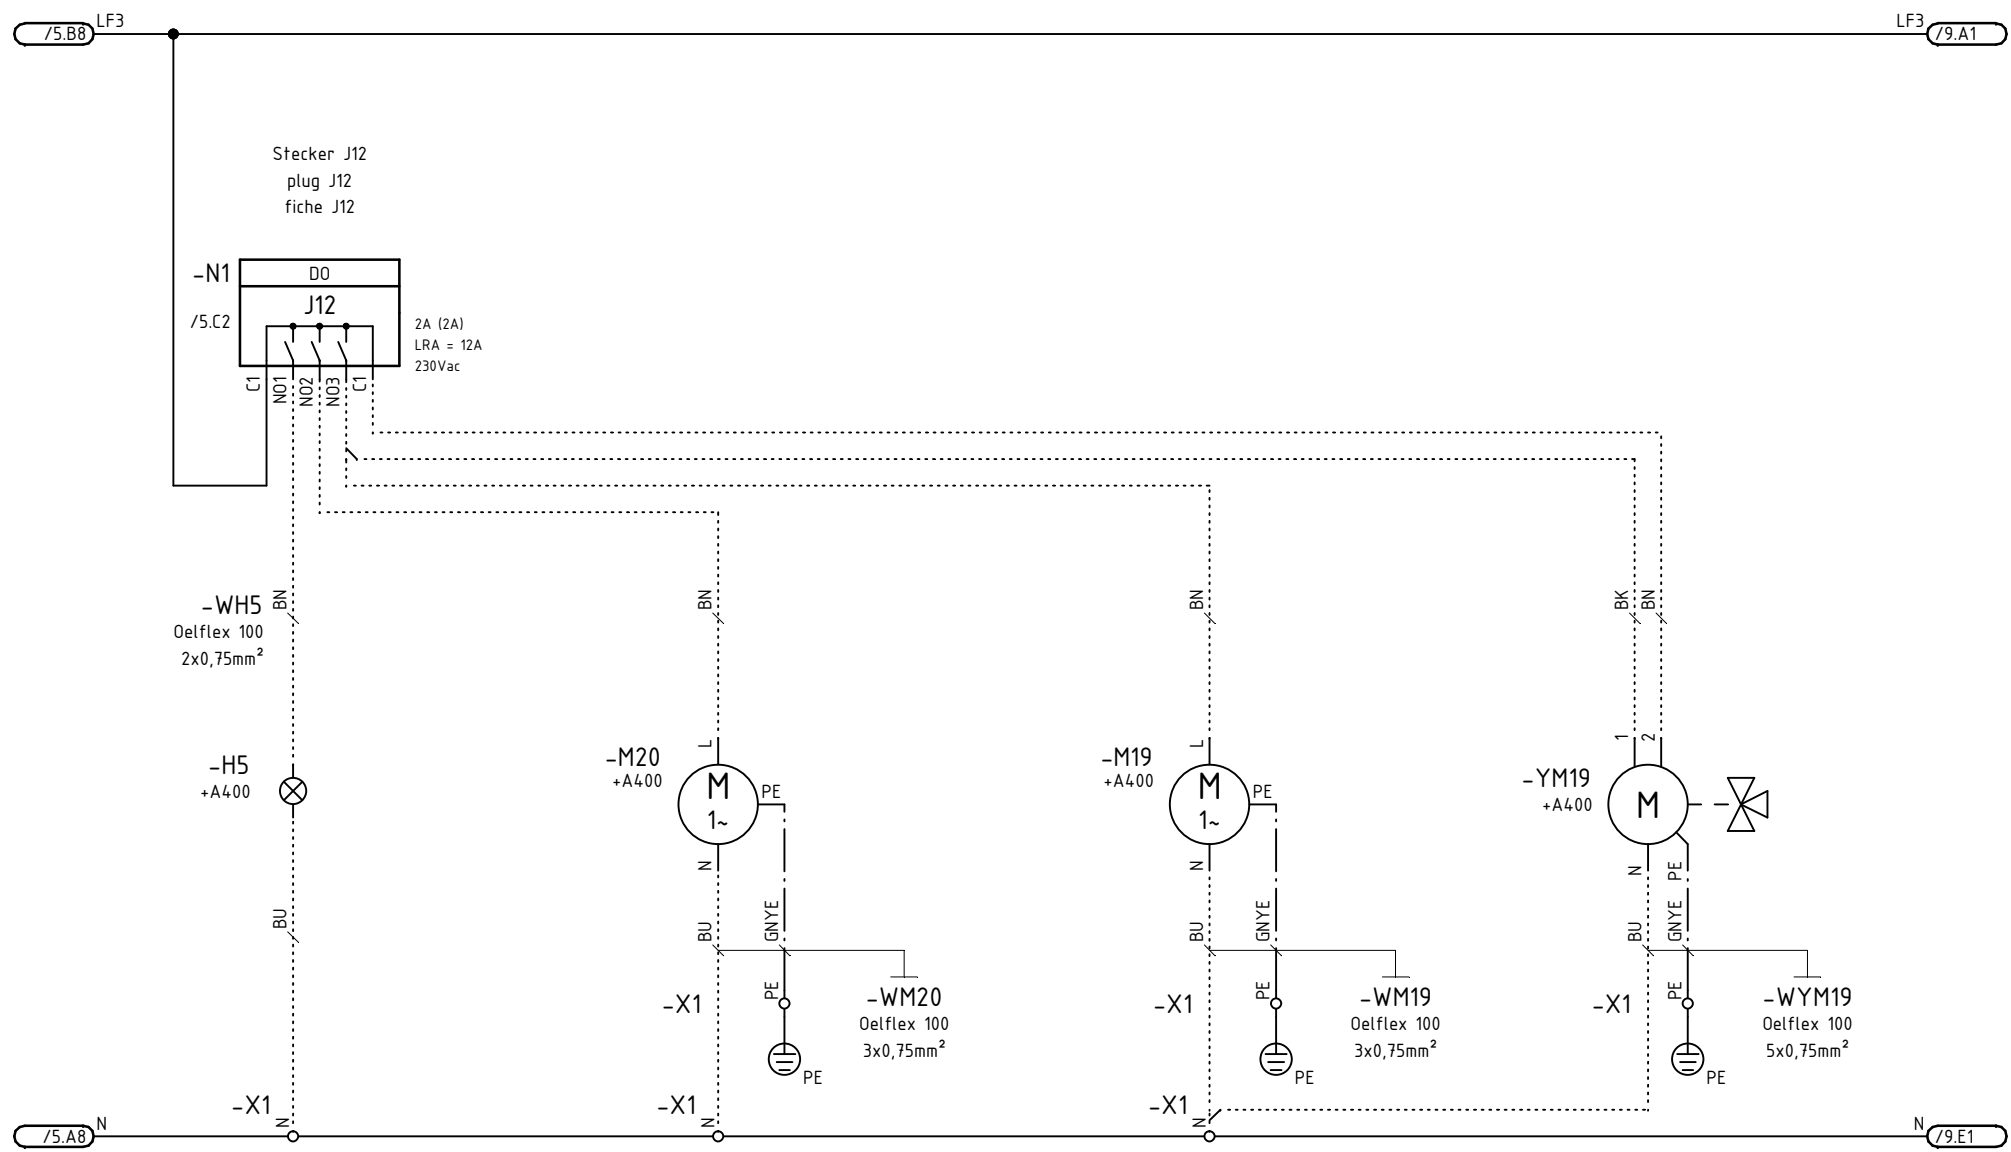 LF3
/5.B8
LF3
/9.A1
Stecker J12
plug J12
fiche J12
-N1
DO
J12
/5.C2
2A (2A)
LRA = 12A
230Vac
C1
NO1
NO2
NO3
C1
-WH5
Oelflex 100
2x0,75mm²
BN
BN
BN
BK
BN
-H5
+A400
-M20
+A400
L
M
1~
PE
N
-M19
+A400
L
M
1~
PE
N
-YM19
+A400
1
2
M
N
PE
BU
BU
GNYE
BU
GNYE
BU
GNYE
-X1
PE
-WM20
Oelflex 100
3x0,75mm²
PE
-X1
PE
-WM19
Oelflex 100
3x0,75mm²
PE
-X1
PE
-WYM19
Oelflex 100
5x0,75mm²
PE
-X1
N
-X1
N
-X1
N
/5.A8
N
N
/9.E1